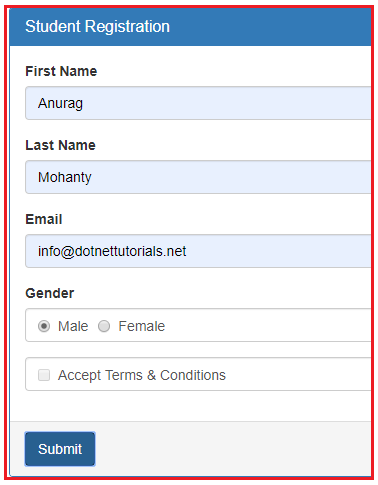 Student Registration
First Name
Anurag
Last Name
Mohanty
Email
info@dotnettutorials.net
Gender
Male Female
Accept Terms & Conditions
Submit